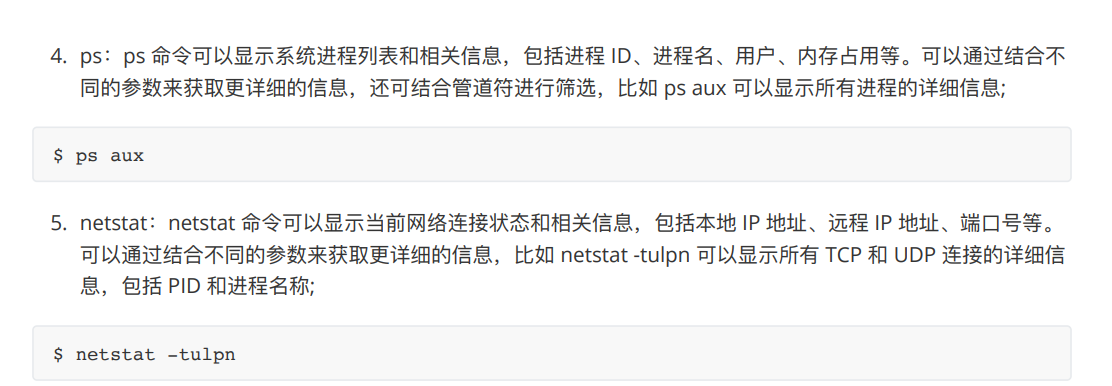 4. ps：ps 命令可以显示系统进程列表和相关信息，包括进程 ID、进程名、用户、内存占用等。可以通过结合不
同的参数来获取更详细的信息，还可结合管道符进行筛选，比如 ps aux 可以显示所有进程的详细信息;
$ ps aux
5. netstat：netstat 命令可以显示当前网络连接状态和相关信息，包括本地 IP 地址、远程 IP 地址、端口号等。
可以通过结合不同的参数来获取更详细的信息，比如 netstat -tulpn 可以显示所有 TCP 和 UDP 连接的详细信
息，包括 PID 和进程名称;
$ netstat -tulpn